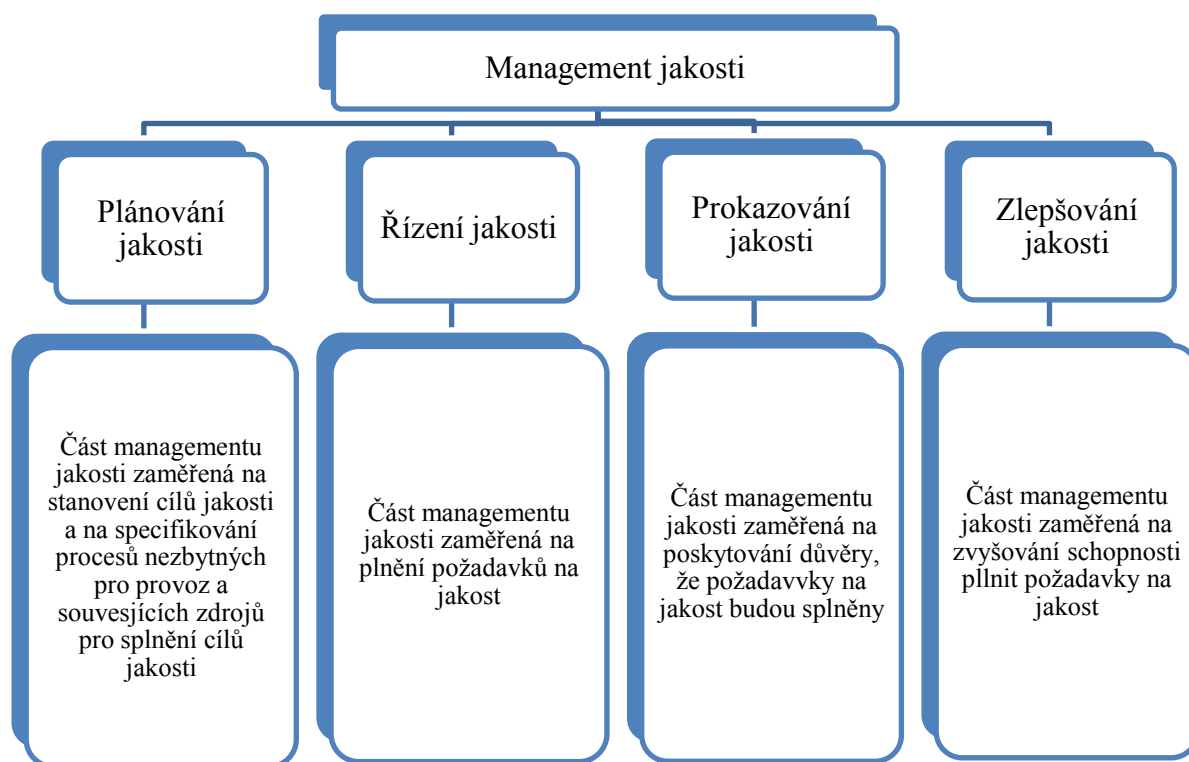 Management jakosti
Plánování
jakosti
Řízení jakosti
Prokazování
jakosti
Zlepšování
jakosti
Část managementu
jakosti zaměřená na
stanovení cílů jakosti
a na specifikování
procesů nezbytných
pro provoz a
souvesjících zdrojů
pro splnění cílů
jakosti
Část managementu
jakosti zaměřená na
plnění požadavků na
jakost
Část managementu
jakosti zaměřená na
poskytování důvěry,
že požadavvky na
jakost budou splněny
Část managementu
jakosti zaměřená na
zvyšování schopnosti
pllnit požadavky na
jakost